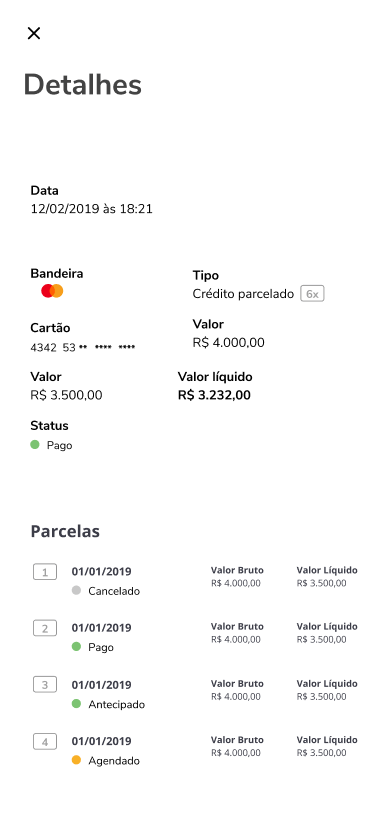 Detalhes
Data
12/02/2019 às 18:21
Bandeira
Tipo
Crédito parcelado 6x
Cartão
4342 53•• •••• ••••
Valor
R$ 4.000,00
Valor
R$ 3.500,00
Valor líquido
R$ 3.232,00
Status
Pago
Parcelas
1 01/01/2019 Valor Bruto Valor Líquido
Cancelado R$ 4.000,00 R$ 3.500,00
2 01/01/2019 Valor Bruto Valor Líquido
Pago R$ 4.000,00 R$ 3.500,00
3 01/01/2019 Valor Bruto Valor Líquido
Antecipado R$ 4.000,00 R$ 3.500,00
4 01/01/2019 Valor Bruto Valor Líquido
Agendado R$ 4.000,00 R$ 3.500,00